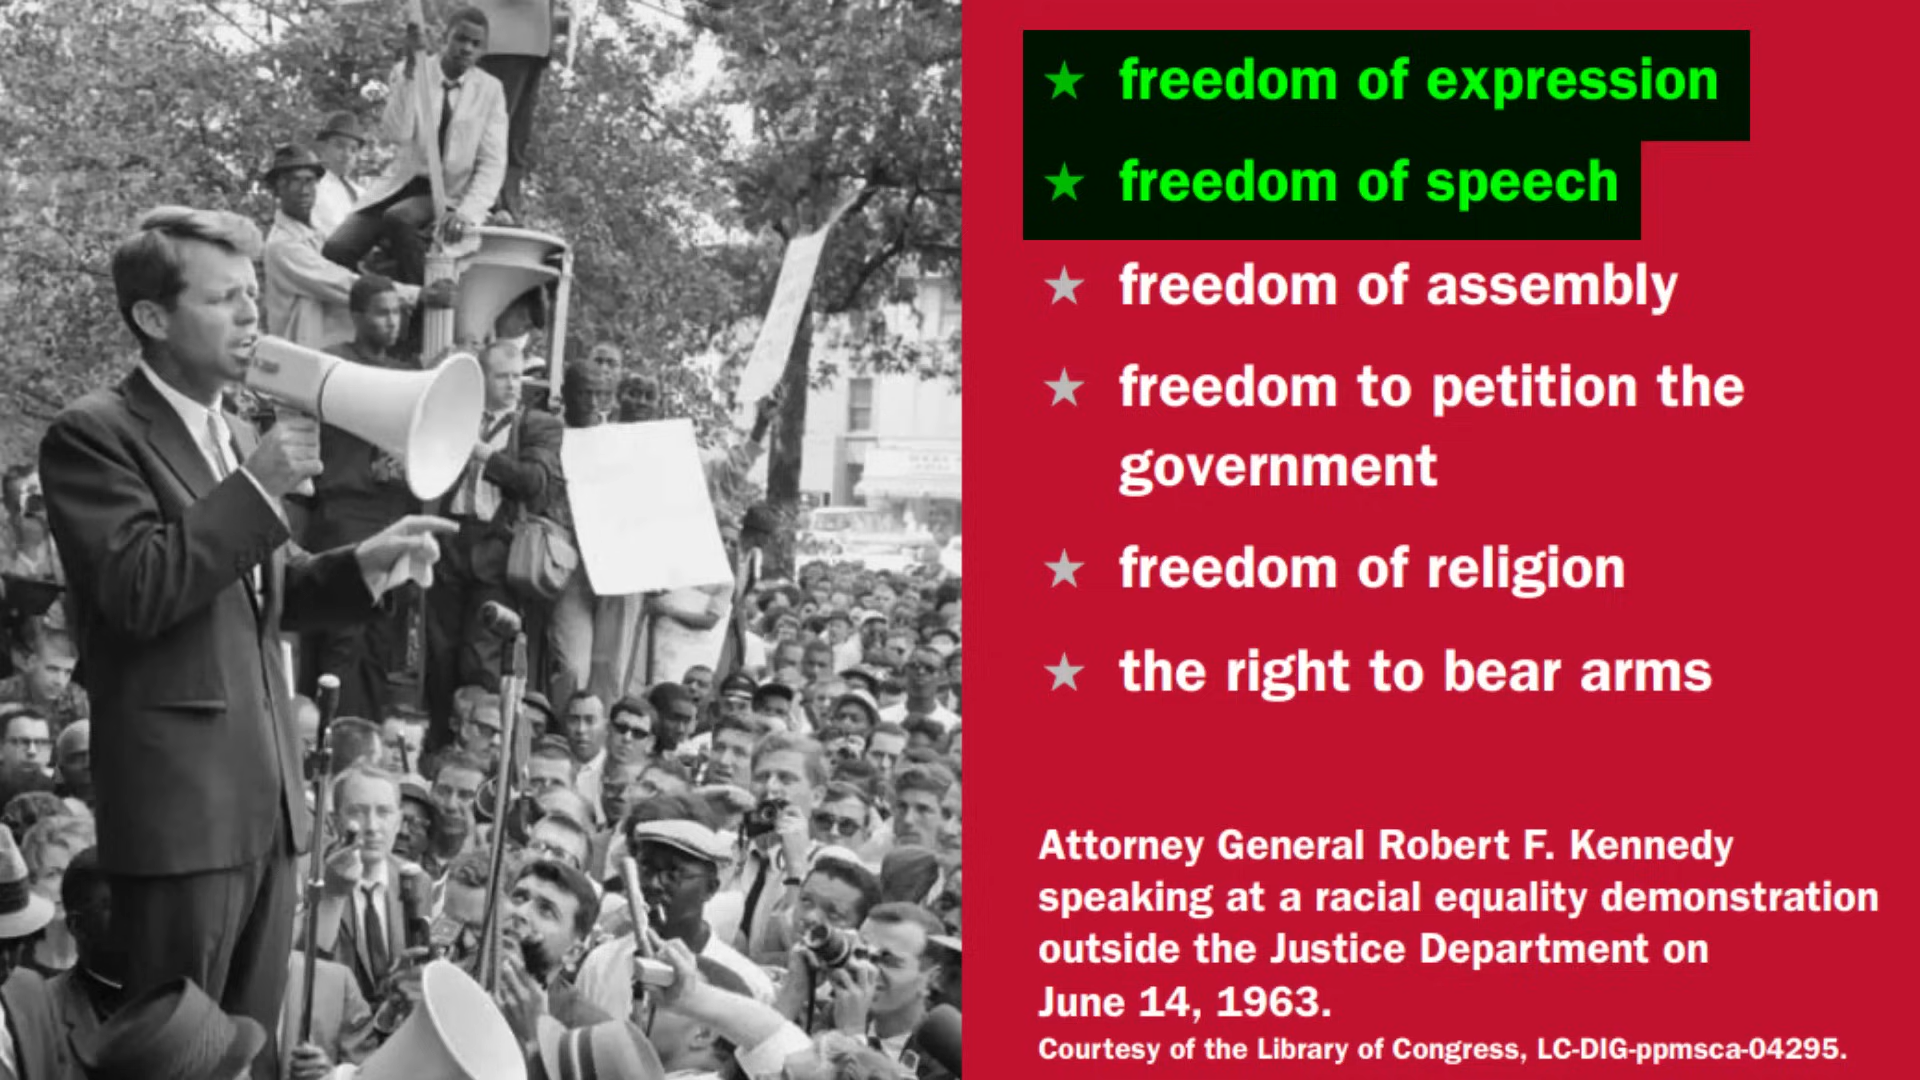 ★ freedom of expression
★ freedom of speech
★ freedom of assembly
★ freedom to petition the
government
★ freedom of religion
★ the right to bear arms
Attorney General Robert F. Kennedy
speaking at a racial equality demonstration
outside the Justice Department on
June 14, 1963.
Courtesy of the Library of Congress, LC-DIG-ppmsca-04295.